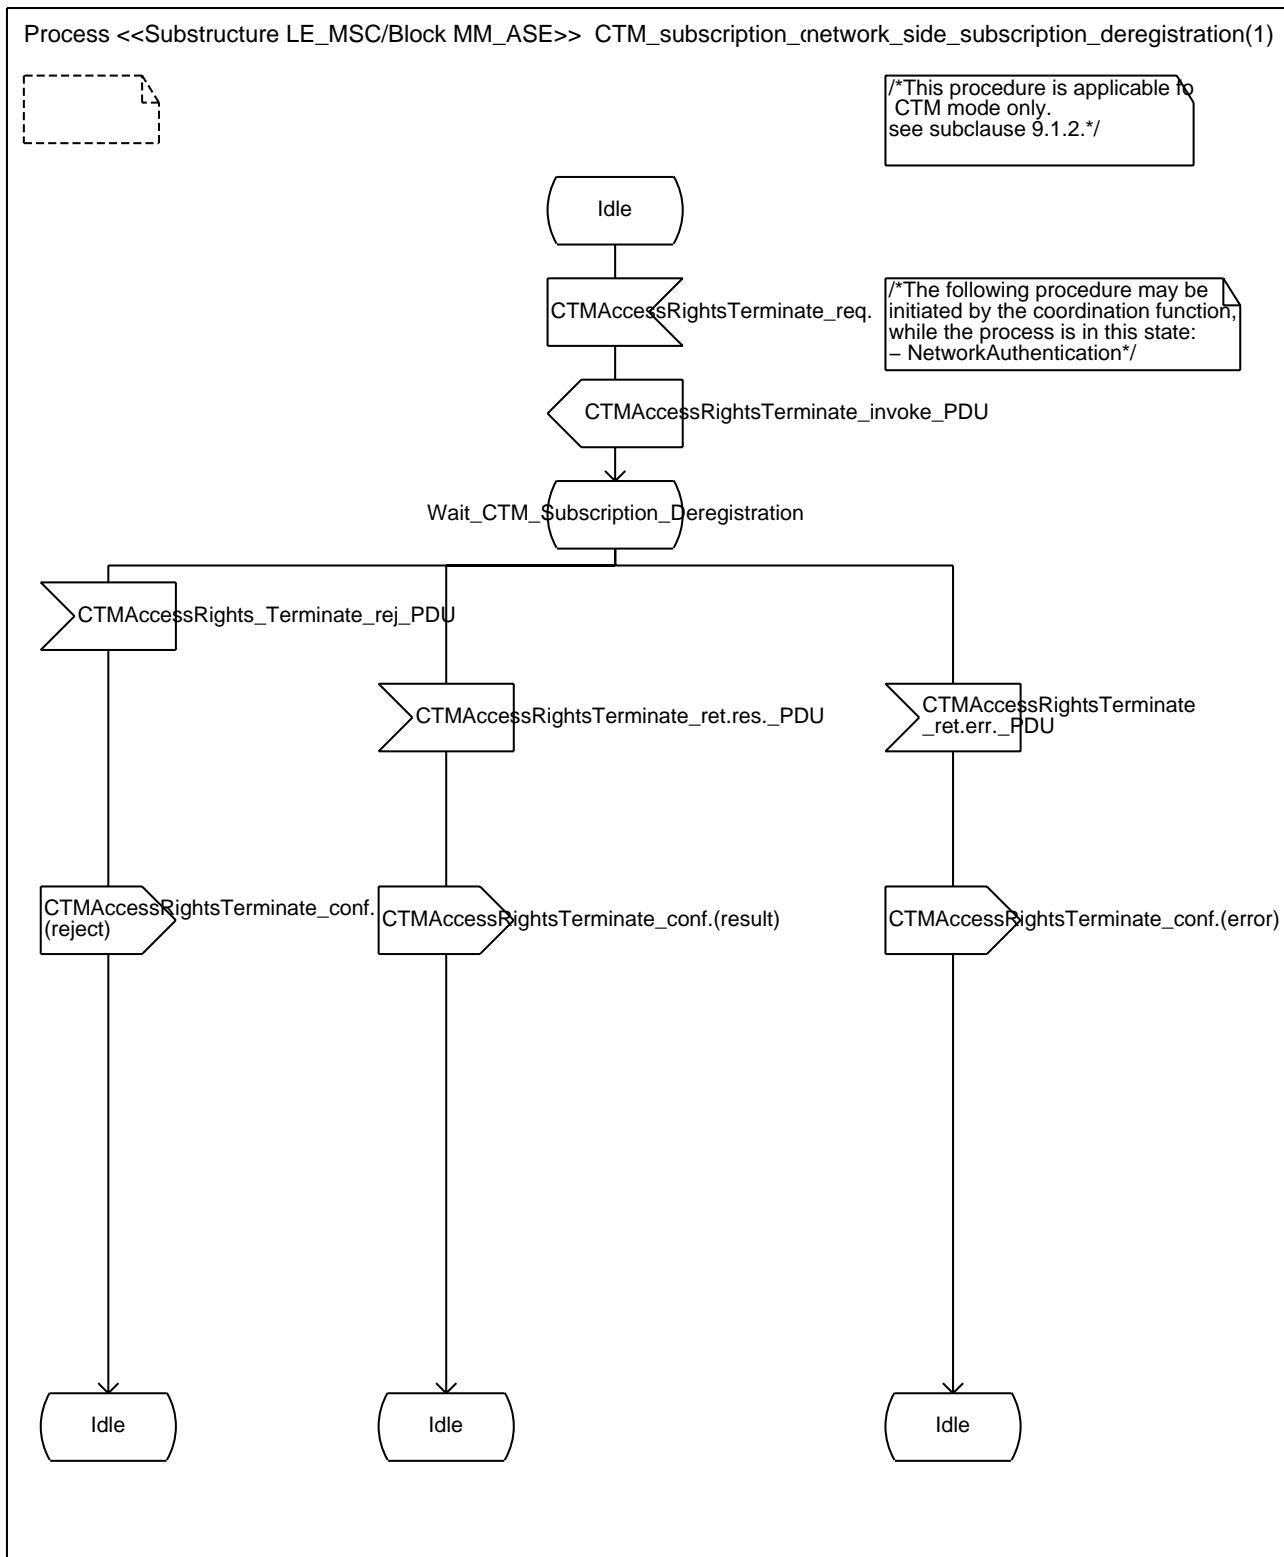 Process <<Substructure LE_MSC/Block MM_ASE>> CTM_subscription_ network_side_subscription_deregistration(1)
/*This procedure is applicable fo
CTM mode only.
see subclause 9.1.2.*/
Idle
CTMAccessRightsTerminate_req.
/*The following procedure may be
initiated by the coordination function,
while the process is in this state:
– NetworkAuthentication*/
CTMAccessRightsTerminate_invoke_PDU
Wait_CTM_Subscription_Deregistration
CTMAccessRights_Terminate_rej_PDU
CTMAccessRightsTerminate_ret.res._PDU
CTMAccessRightsTerminate
_ret.err._PDU
CTMAccessRightsTerminate_conf.
(reject)
CTMAccessRightsTerminate_conf.(result)
CTMAccessRightsTerminate_conf.(error)
Idle
Idle
Idle